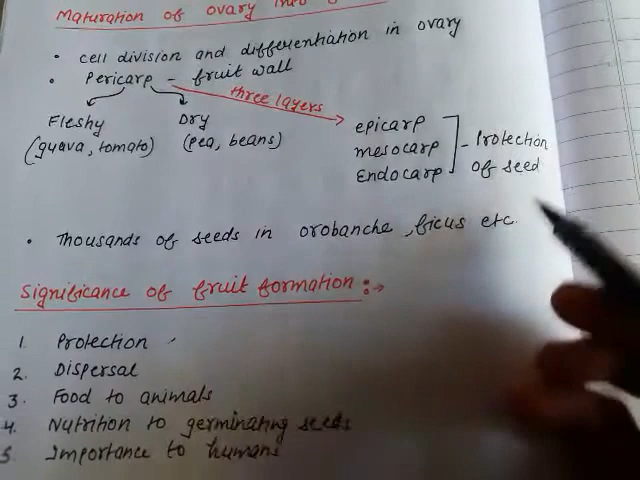 Maturation of ovary into
• cell division and differentiation in ovary
• Pericarp - fruit wall
three layers
Fleshy
(guava, tomato)
Dry
(pea, beans)
epicarp
mesocarp
Endocarp
- Protection
of seed
• Thousands of seeds in orobanche, ficus etc.
Significance of fruit formation :→
1. Protection
2. Dispersal
3. Food to animals
4. Nutrition to germinating seeds
5. Importance to humans